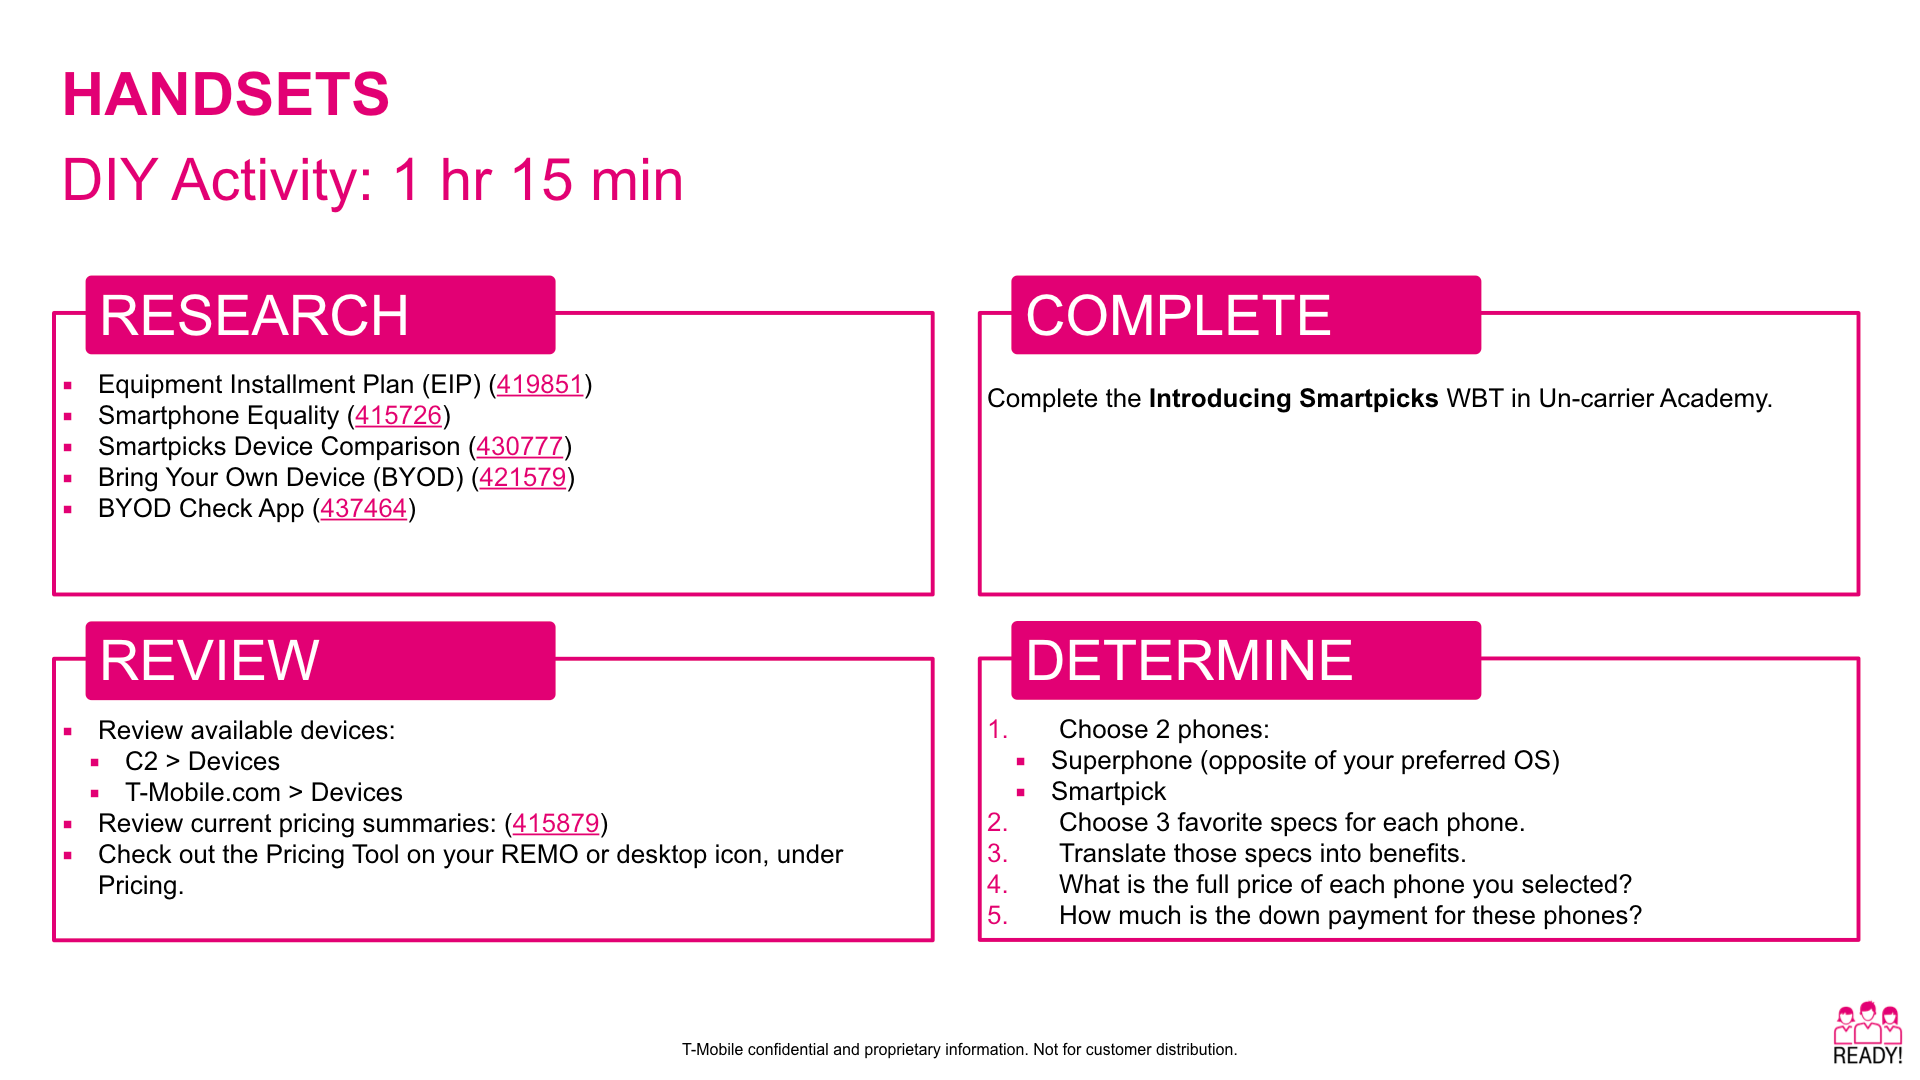 HANDSETS
DIY Activity: 1 hr 15 min
RESEARCH
▪ Equipment Installment Plan (EIP) (419851)
▪ Smartphone Equality (415726)
▪ Smartpicks Device Comparison (430777)
▪ Bring Your Own Device (BYOD) (421579)
▪ BYOD Check App (437464)
COMPLETE
Complete the Introducing Smartpicks WBT in Un-carrier Academy.
REVIEW
▪ Review available devices:
▪ C2 > Devices
▪ T-Mobile.com > Devices
▪ Review current pricing summaries: (415879)
▪ Check out the Pricing Tool on your REMO or desktop icon, under
Pricing.
DETERMINE
1. Choose 2 phones:
▪ Superphone (opposite of your preferred OS)
▪ Smartpick
2. Choose 3 favorite specs for each phone.
3. Translate those specs into benefits.
4. What is the full price of each phone you selected?
5. How much is the down payment for these phones?
T-Mobile confidential and proprietary information. Not for customer distribution.
READY!